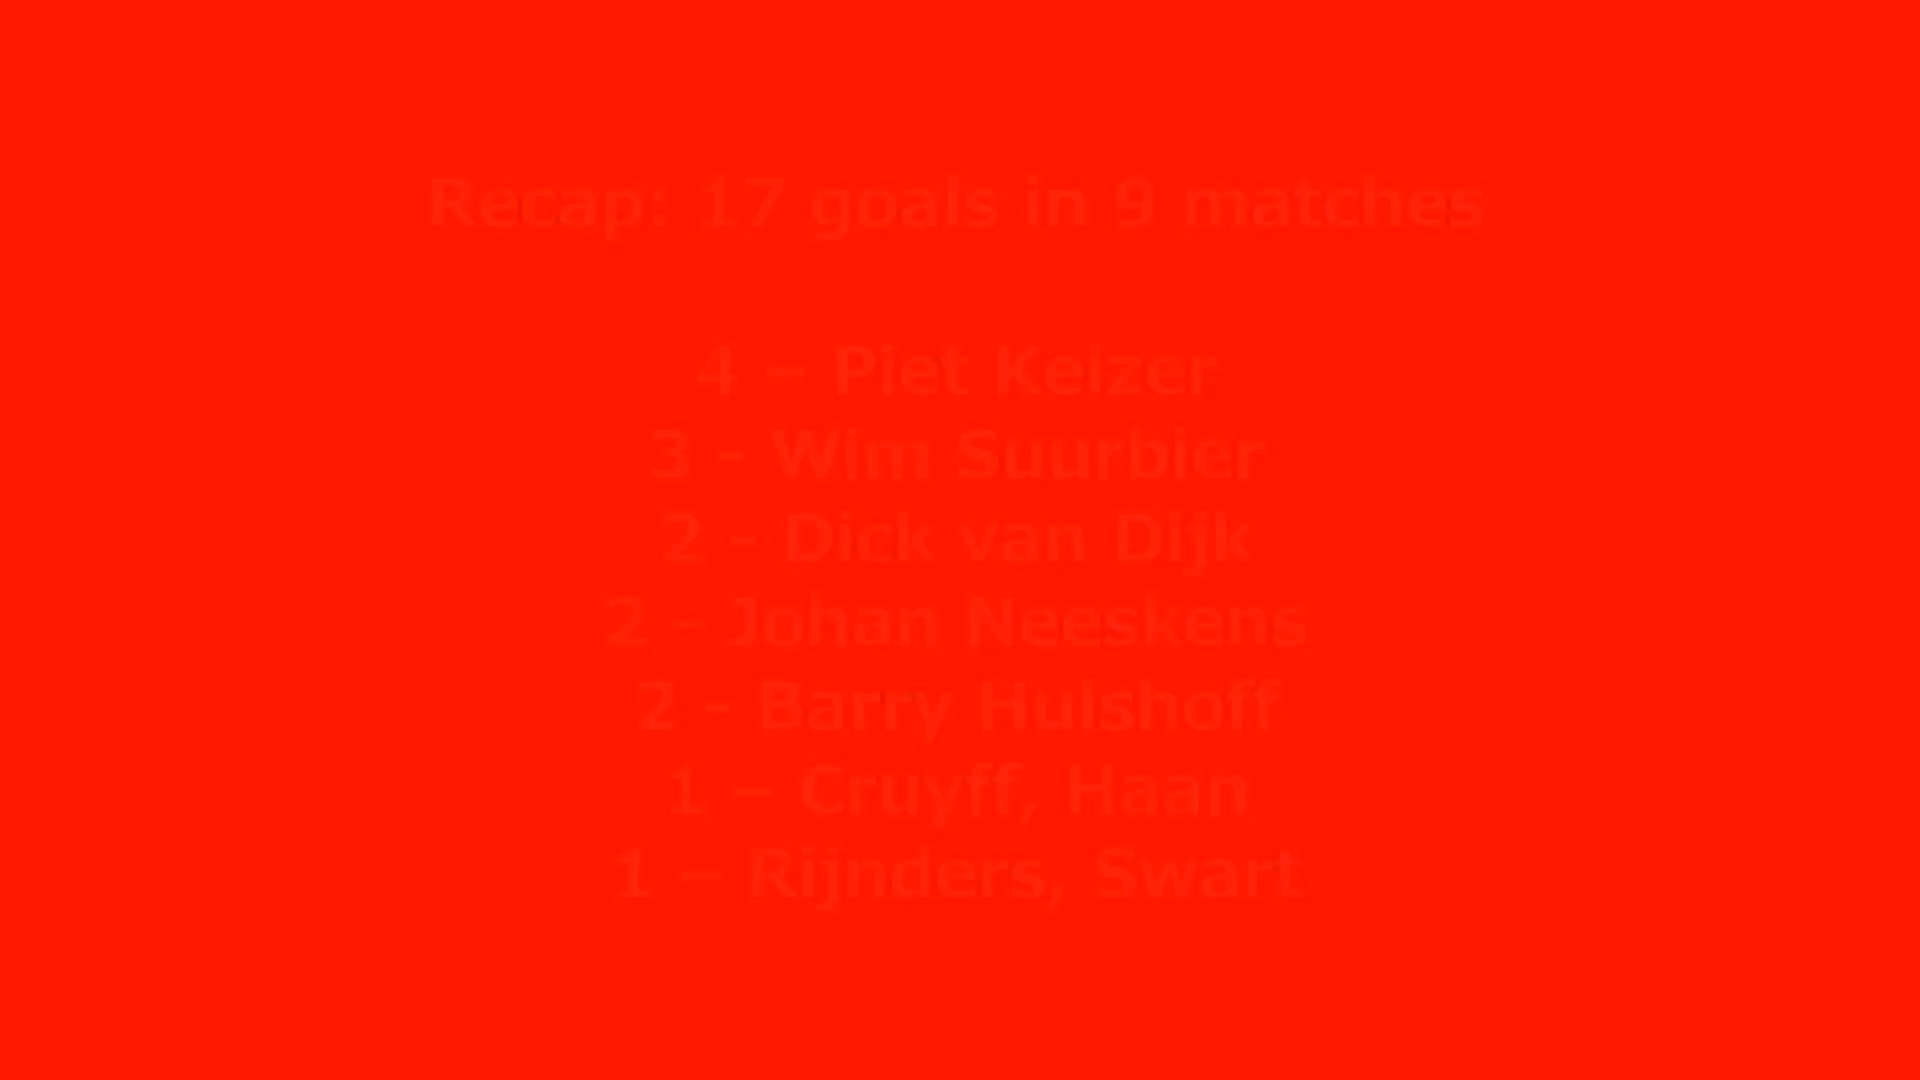 Recap: 17 goals in 9 matches
4 – Piet Keizer
3 - Wim Suurbier
2 - Dick van Dijk
2 - Johan Neeskens
2 - Barry Hulshoff
1 – Cruyff, Haan
1 – Rijnders, Swart